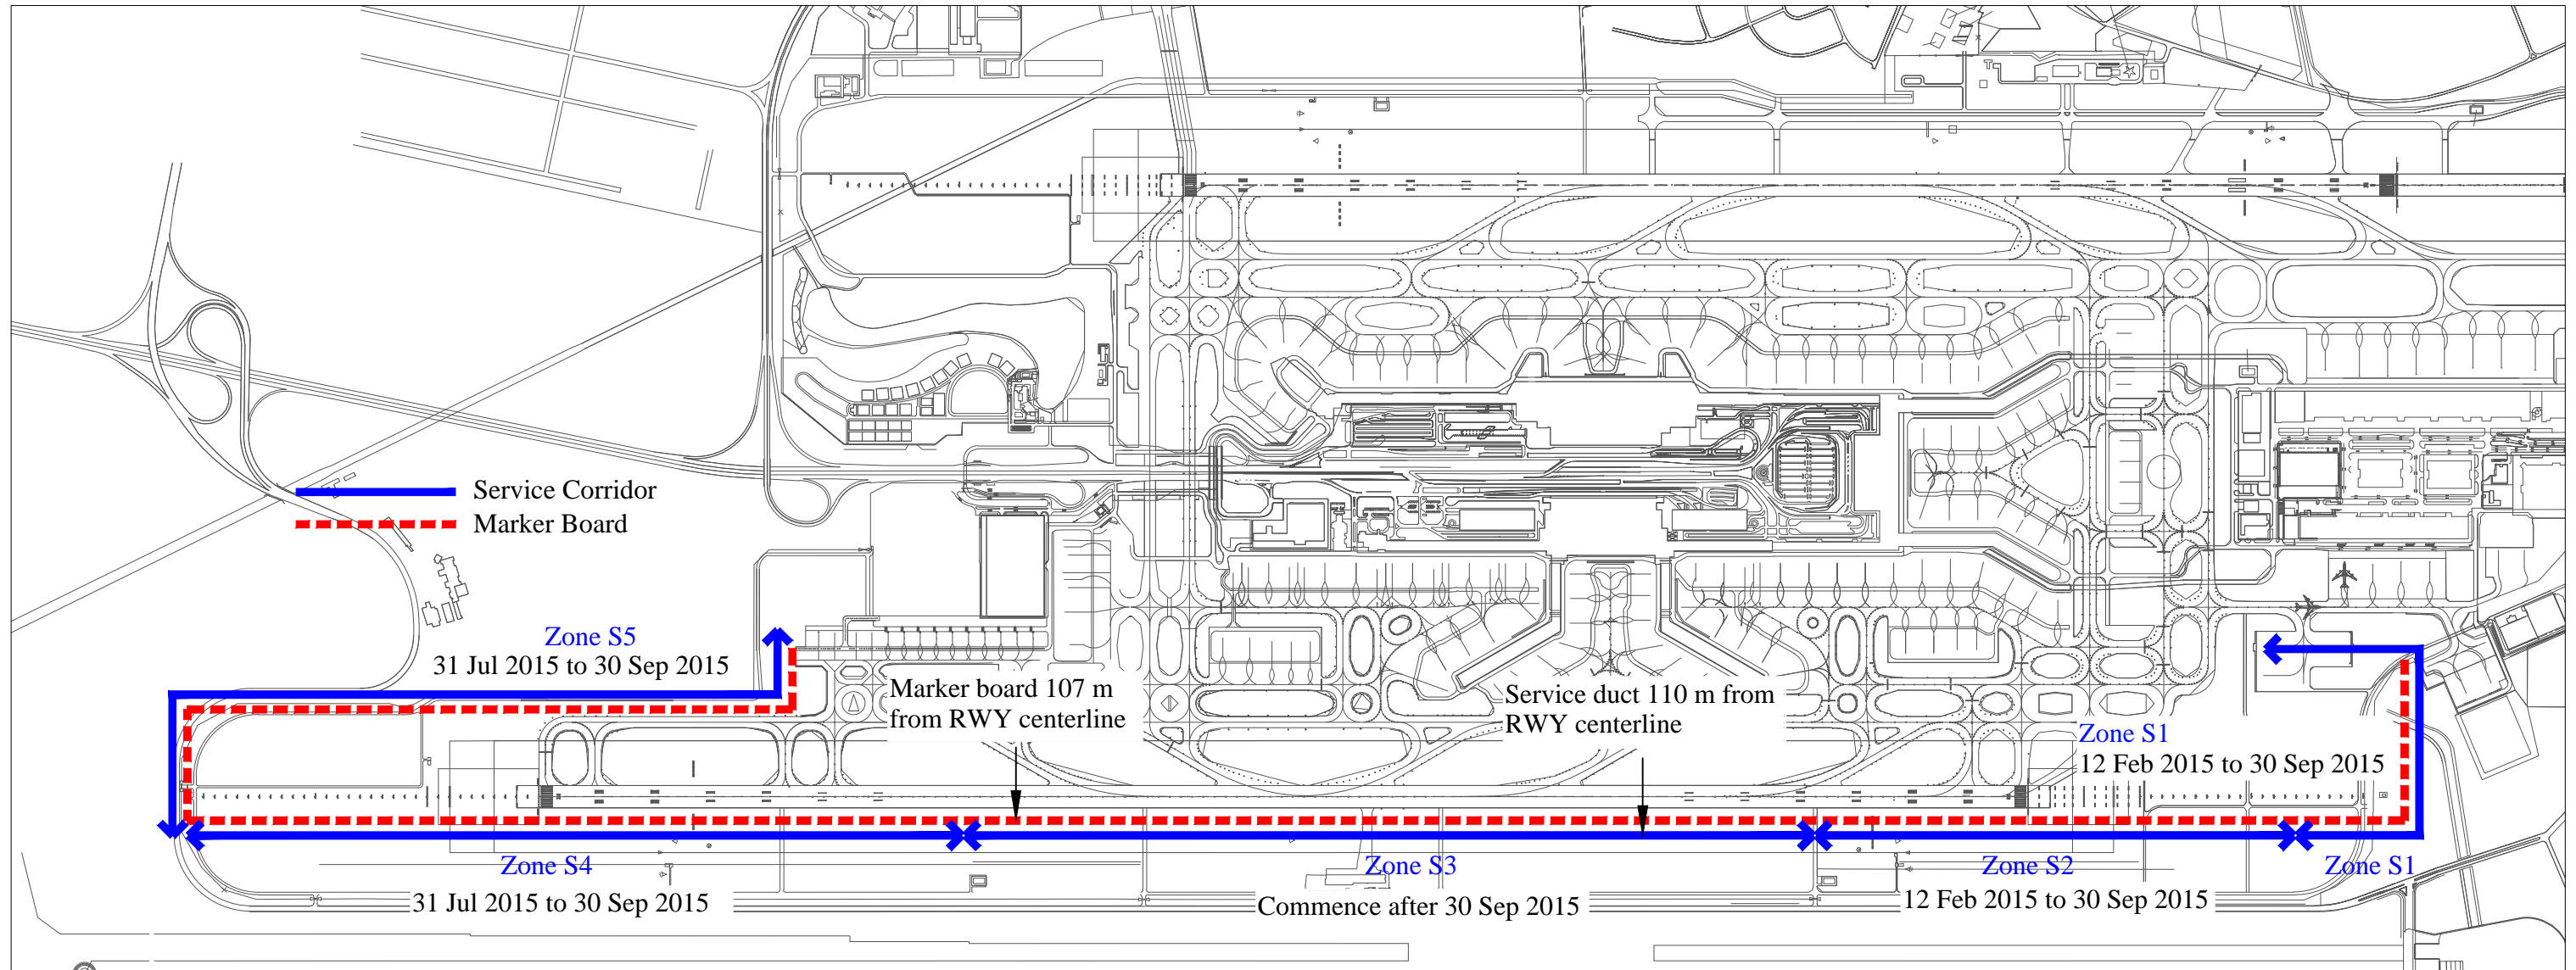 Service Corridor
Marker Board
Zone S5
31 Jul 2015 to 30 Sep 2015
Marker board 107 m
from RWY centerline
Service duct 110 m from
RWY centerline
Zone S1
12 Feb 2015 to 30 Sep 2015
Zone S4
31 Jul 2015 to 30 Sep 2015
Zone S3
Commence after 30 Sep 2015
Zone S2
12 Feb 2015 to 30 Sep 2015
Zone S1